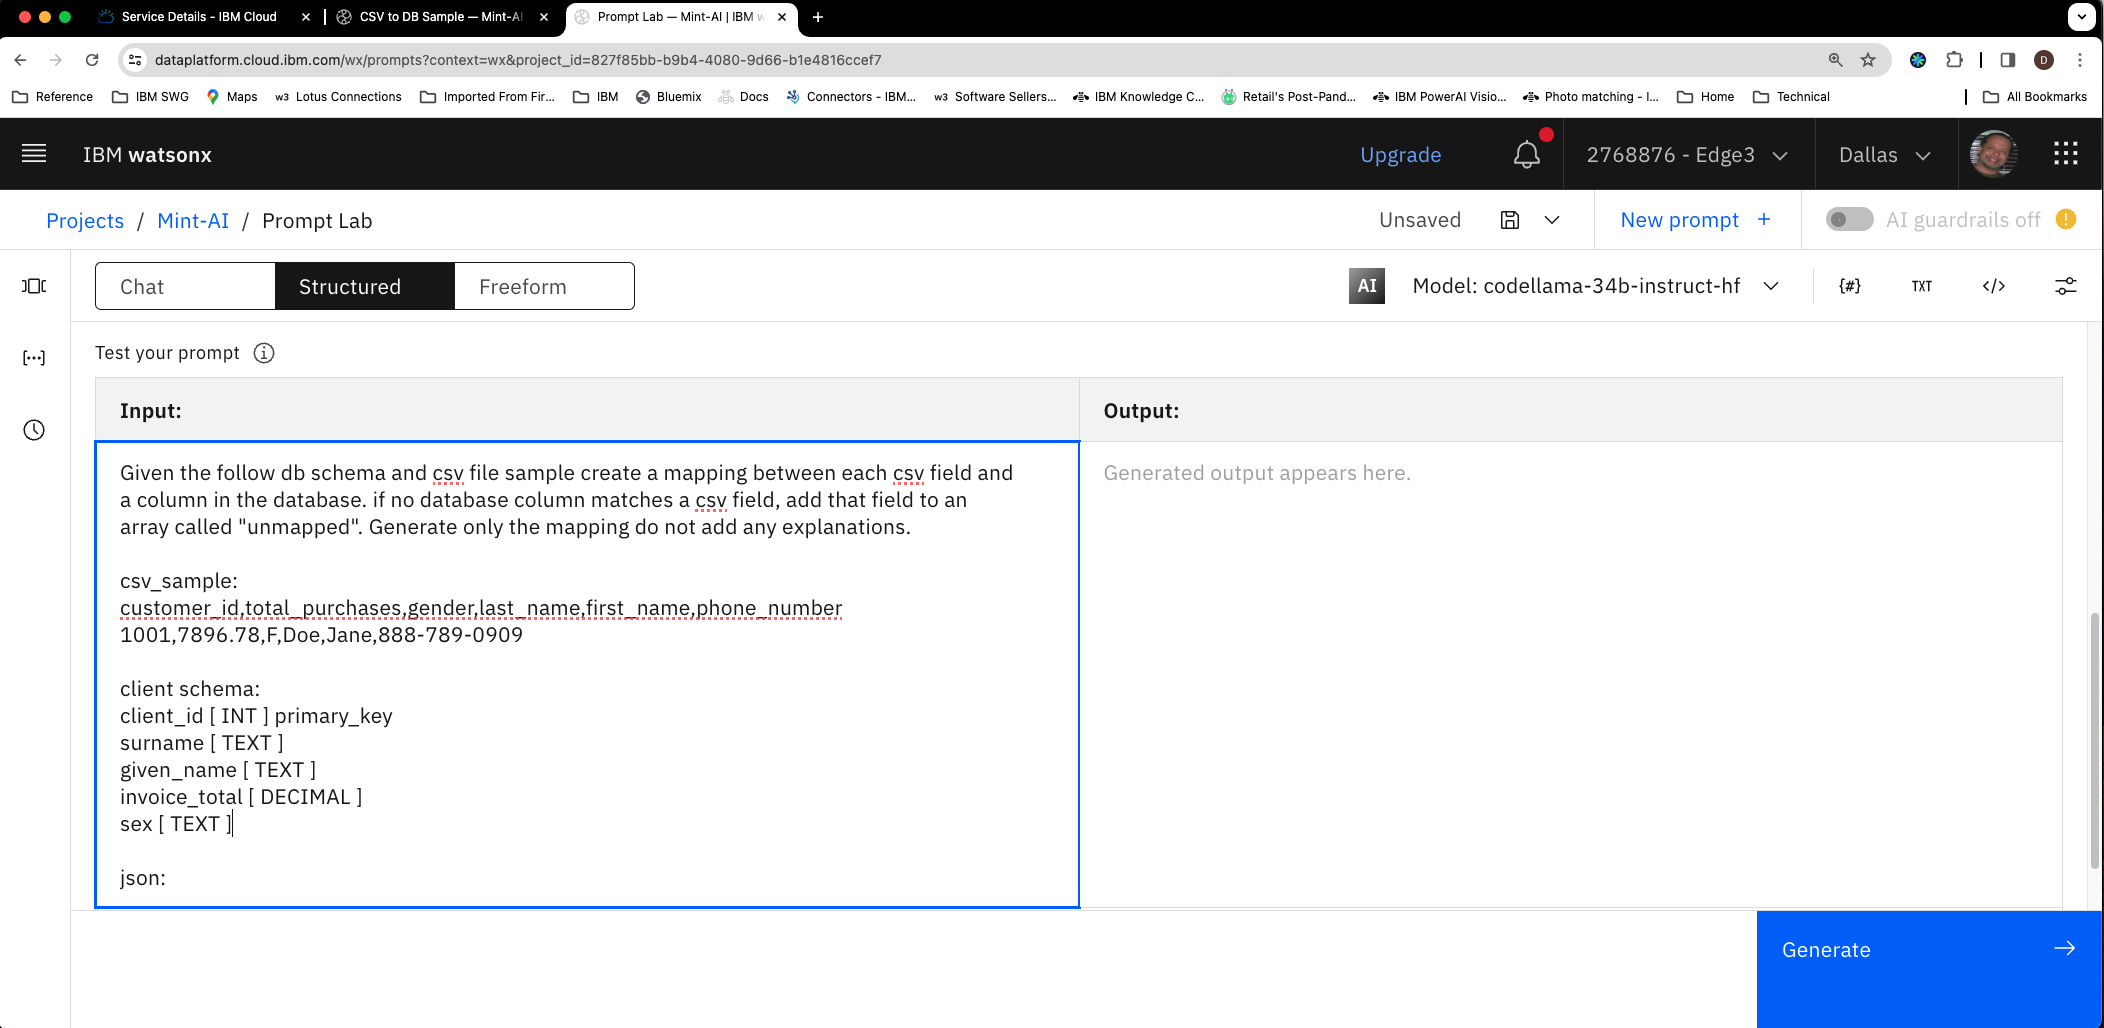 Service Details - IBM Cloud
CSV to DB Sample — Mint-AI
Prompt Lab — Mint-AI | IBM w
dataplatform.cloud.ibm.com/wx/prompts?context=wx&project_id=827f85bb-b9b4-4080-9d66-b1e4816ccef7
D
Reference IBM SWG Maps w3 Lotus Connections Imported From Fir... IBM Bluemix Docs Connectors - IBM... w3 Software Sellers... IBM Knowledge C... Retail's Post-Pand... IBM PowerAI Visio... Photo matching - I... Home Technical All Bookmarks
IBM watsonx Upgrade 2768876 - Edge3 Dallas
Projects / Mint-AI / Prompt Lab Unsaved New prompt + AI guardrails off
Chat Structured Freeform AI Model: codellama-34b-instruct-hf {#} TXT </>
Test your prompt
Input:
Output:
Given the follow db schema and csv file sample create a mapping between each csv field and
a column in the database. if no database column matches a csv field, add that field to an
array called "unmapped". Generate only the mapping do not add any explanations.
csv_sample:
customer_id,total_purchases,gender,last_name,first_name,phone_number
1001,7896.78,F,Doe,Jane,888-789-0909
client schema:
client_id [ INT ] primary_key
surname [ TEXT ]
given_name [ TEXT ]
invoice_total [ DECIMAL ]
sex [ TEXT ]
json:
Generated output appears here.
Generate